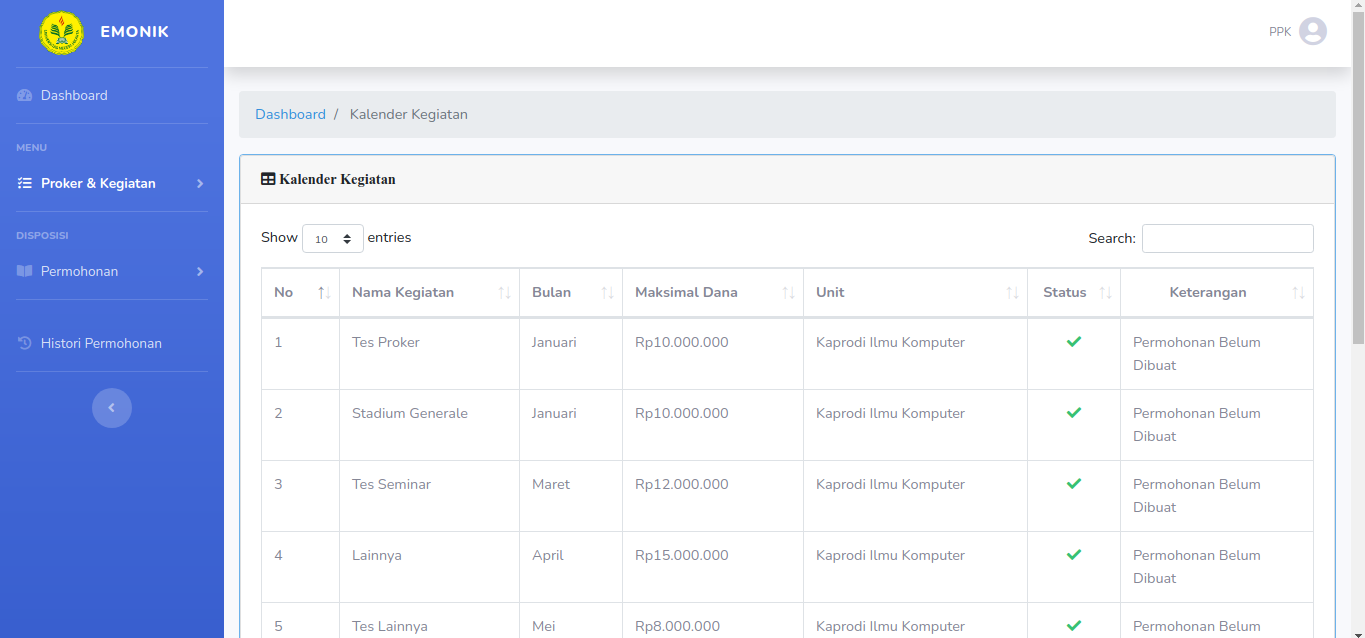 EMONIK
PPK
Dashboard
MENU
Proker & Kegiatan
DISPOSISI
Permohonan
Histori Permohonan
Dashboard / Kalender Kegiatan
Kalender Kegiatan
Show 10 entries
Search:
No Nama Kegiatan Bulan Maksimal Dana Unit Status Keterangan
1 Tes Proker Januari Rp10.000.000 Kaprodi Ilmu Komputer Permohonan Belum
Dibuat
2 Stadium Generale Januari Rp10.000.000 Kaprodi Ilmu Komputer Permohonan Belum
Dibuat
3 Tes Seminar Maret Rp12.000.000 Kaprodi Ilmu Komputer Permohonan Belum
Dibuat
4 Lainnya April Rp15.000.000 Kaprodi Ilmu Komputer Permohonan Belum
Dibuat
5 Tes Lainnya Mei Rp8.000.000 Kaprodi Ilmu Komputer Permohonan Belum